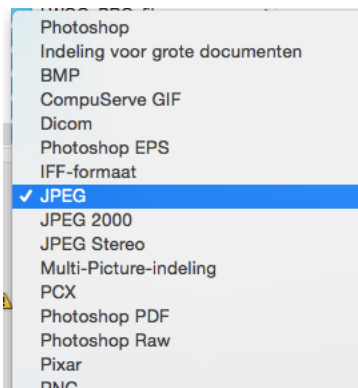 Photoshop
Indeling voor grote documenten
BMP
CompuServe GIF
Dicom
Photoshop EPS
IFF-formaat
✓ JPEG
JPEG 2000
JPEG Stereo
Multi-Picture-indeling
PCX
Photoshop PDF
Photoshop Raw
Pixar
PNG